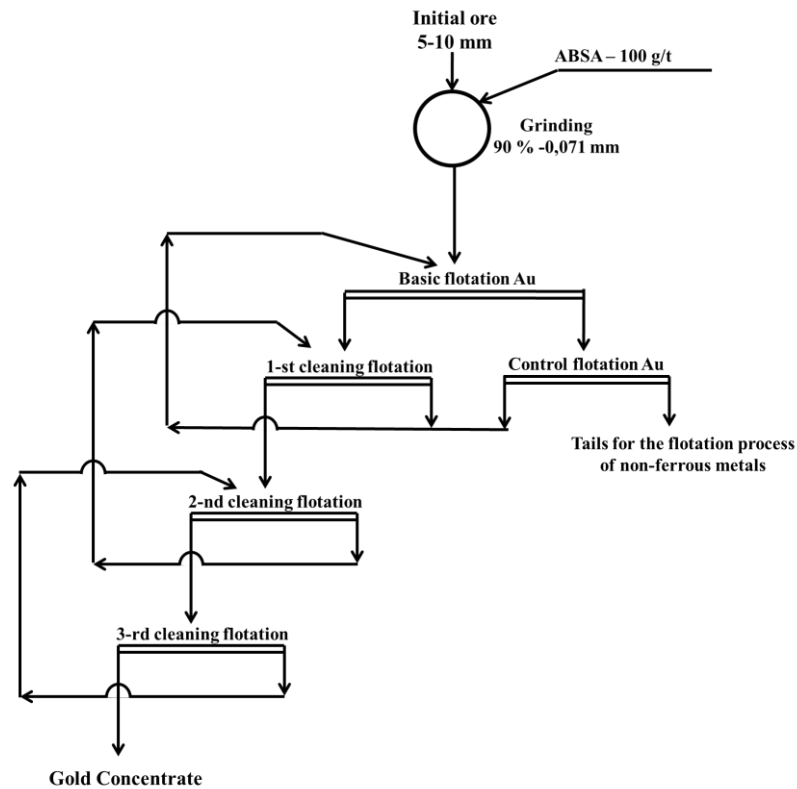 Initial ore
5-10 mm
ABSA – 100 g/t
Grinding
90 % -0,071 mm
Basic flotation Au
1-st cleaning flotation
Control flotation Au
Tails for the flotation process
of non-ferrous metals
2-nd cleaning flotation
3-rd cleaning flotation
Gold Concentrate